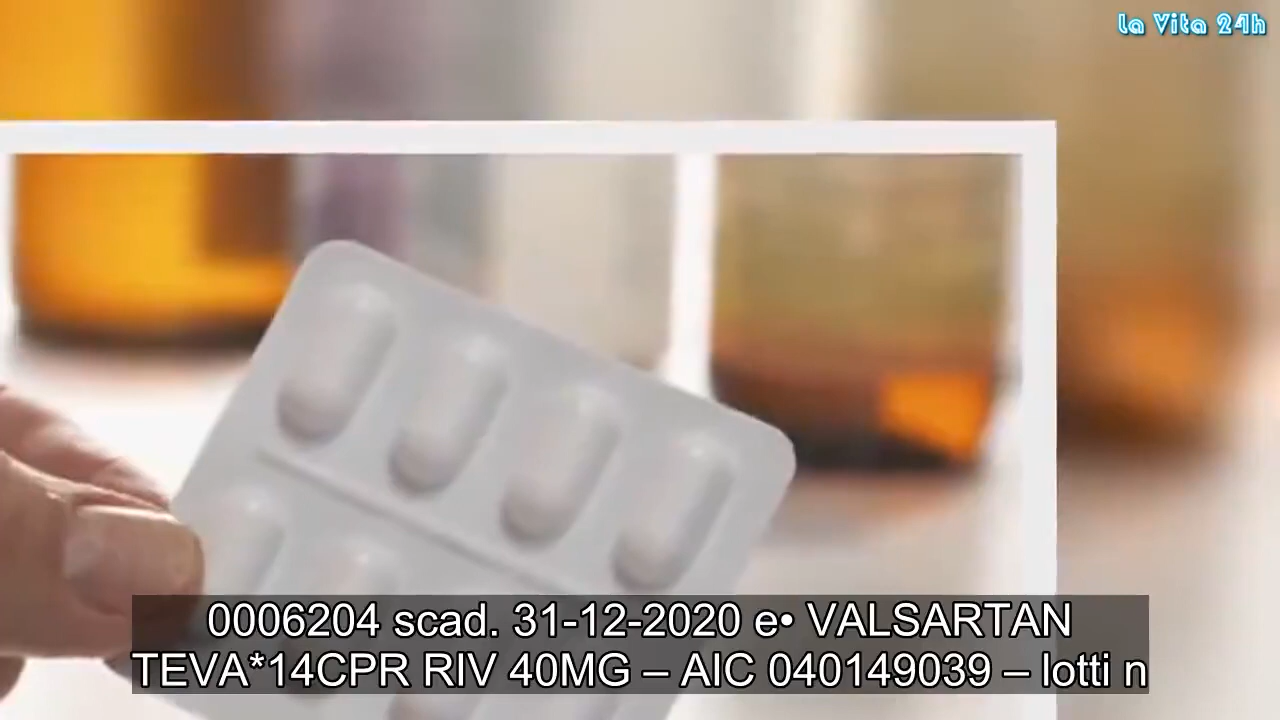 La Vita 24h
0006204 scad. 31-12-2020 e• VALSARTAN
TEVA*14CPR RIV 40MG – AIC 040149039 – lotti n